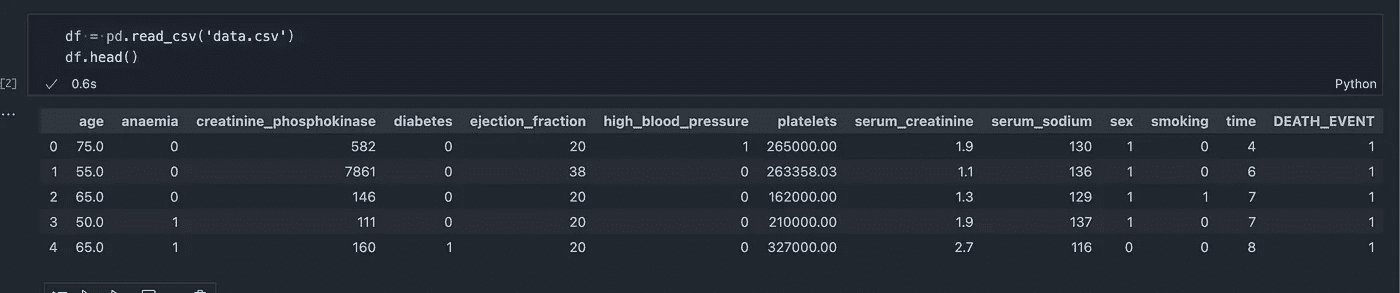 df = pd.read_csv('data.csv')
df.head()
[2]
0.6s
Python
...
age anaemia creatinine_phosphokinase diabetes ejection_fraction high_blood_pressure platelets serum_creatinine serum_sodium sex smoking time DEATH_EVENT
0 75.0 0 582 0 20 1 265000.00 1.9 130 1 0 4 1
1 55.0 0 7861 0 38 0 263358.03 1.1 136 1 0 6 1
2 65.0 0 146 0 20 0 162000.00 1.3 129 1 1 7 1
3 50.0 1 111 0 20 0 210000.00 1.9 137 1 0 7 1
4 65.0 1 160 1 20 0 327000.00 2.7 116 0 0 8 1